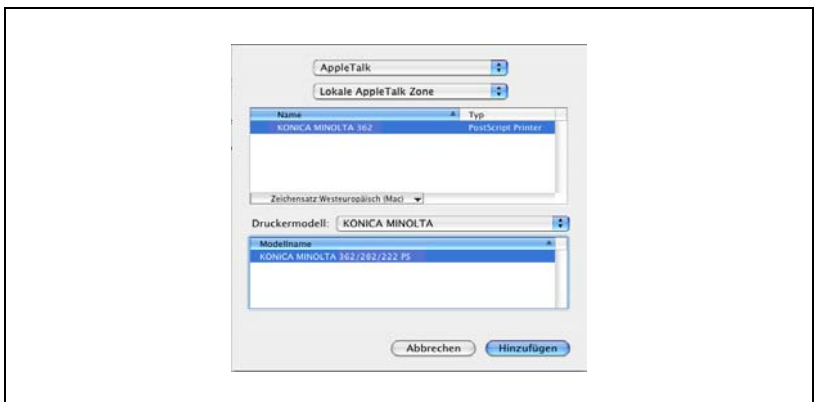 AppleTalk
Lokale AppleTalk Zone
Name Typ
KONICA MINOLTA 362 PostScript Printer
Zeichensatz:Westeuropäisch (Mac)
Druckermodell: KONICA MINOLTA
Modellname
KONICA MINOLTA 362/282/222 PS
Abbrechen Hinzufügen